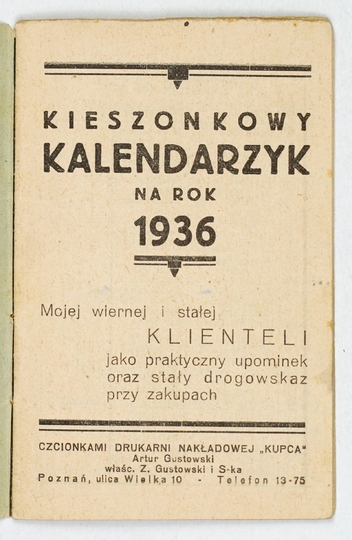 KIESZONKOWY
KALENDARZYK
NA ROK
1936
Mojej wiernej i stałej
KLIENTELI
jako praktyczny upominek
oraz stały drogowskaz
przy zakupach
CZCIONKAMI DRUKARNI NAKŁADOWEJ „KUPCA"
Artur Gustowski
właśc. Z. Gustowski i S-ka
Poznań, ulica Wielka 10 - Telefon 13-75